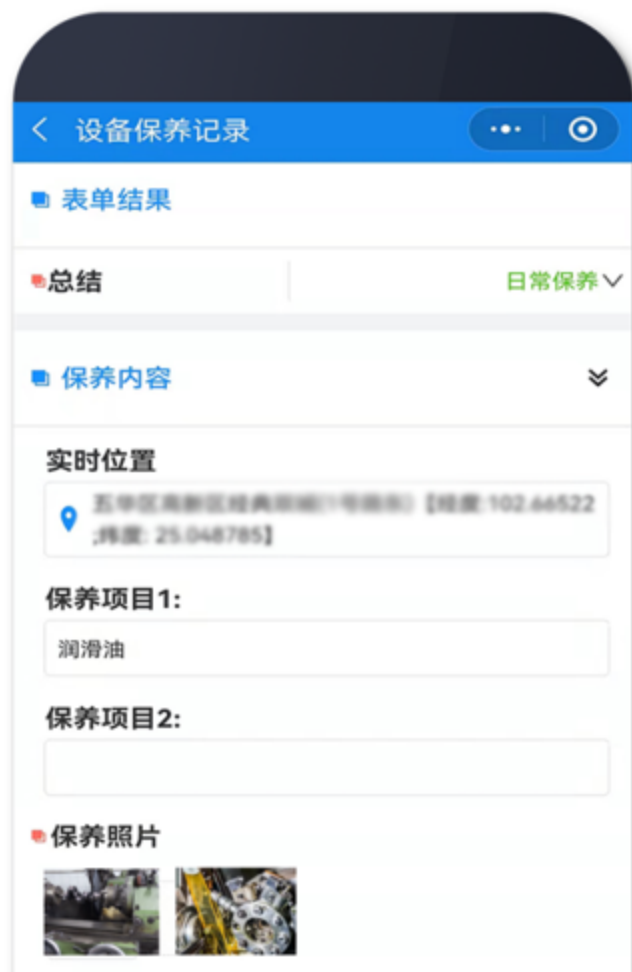 设备保养记录
表单结果
总结
日常保养
保养内容
实时位置
【经度:102.66522
;纬度: 25.048785】
保养项目1:
润滑油
保养项目2:
保养照片